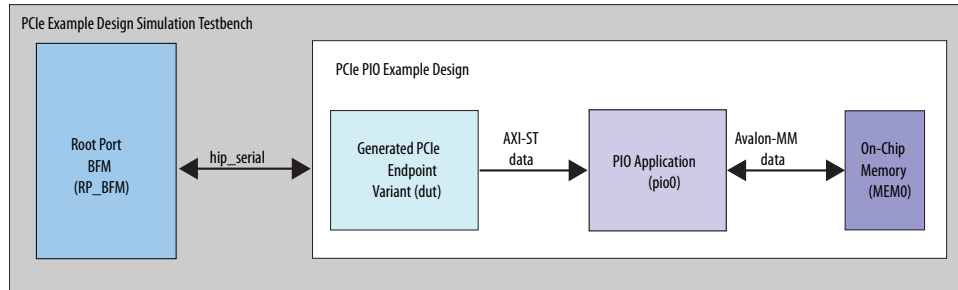 PCIe Example Design Simulation Testbench
Root Port
BFM
(RP_BFM)
hip_serial
PCIe PIO Example Design
Generated PCIe
Endpoint
Variant (dut)
AXI-ST
data
PIO Application
(pio0)
Avalon-MM
data
On-Chip
Memory
(MEM0)